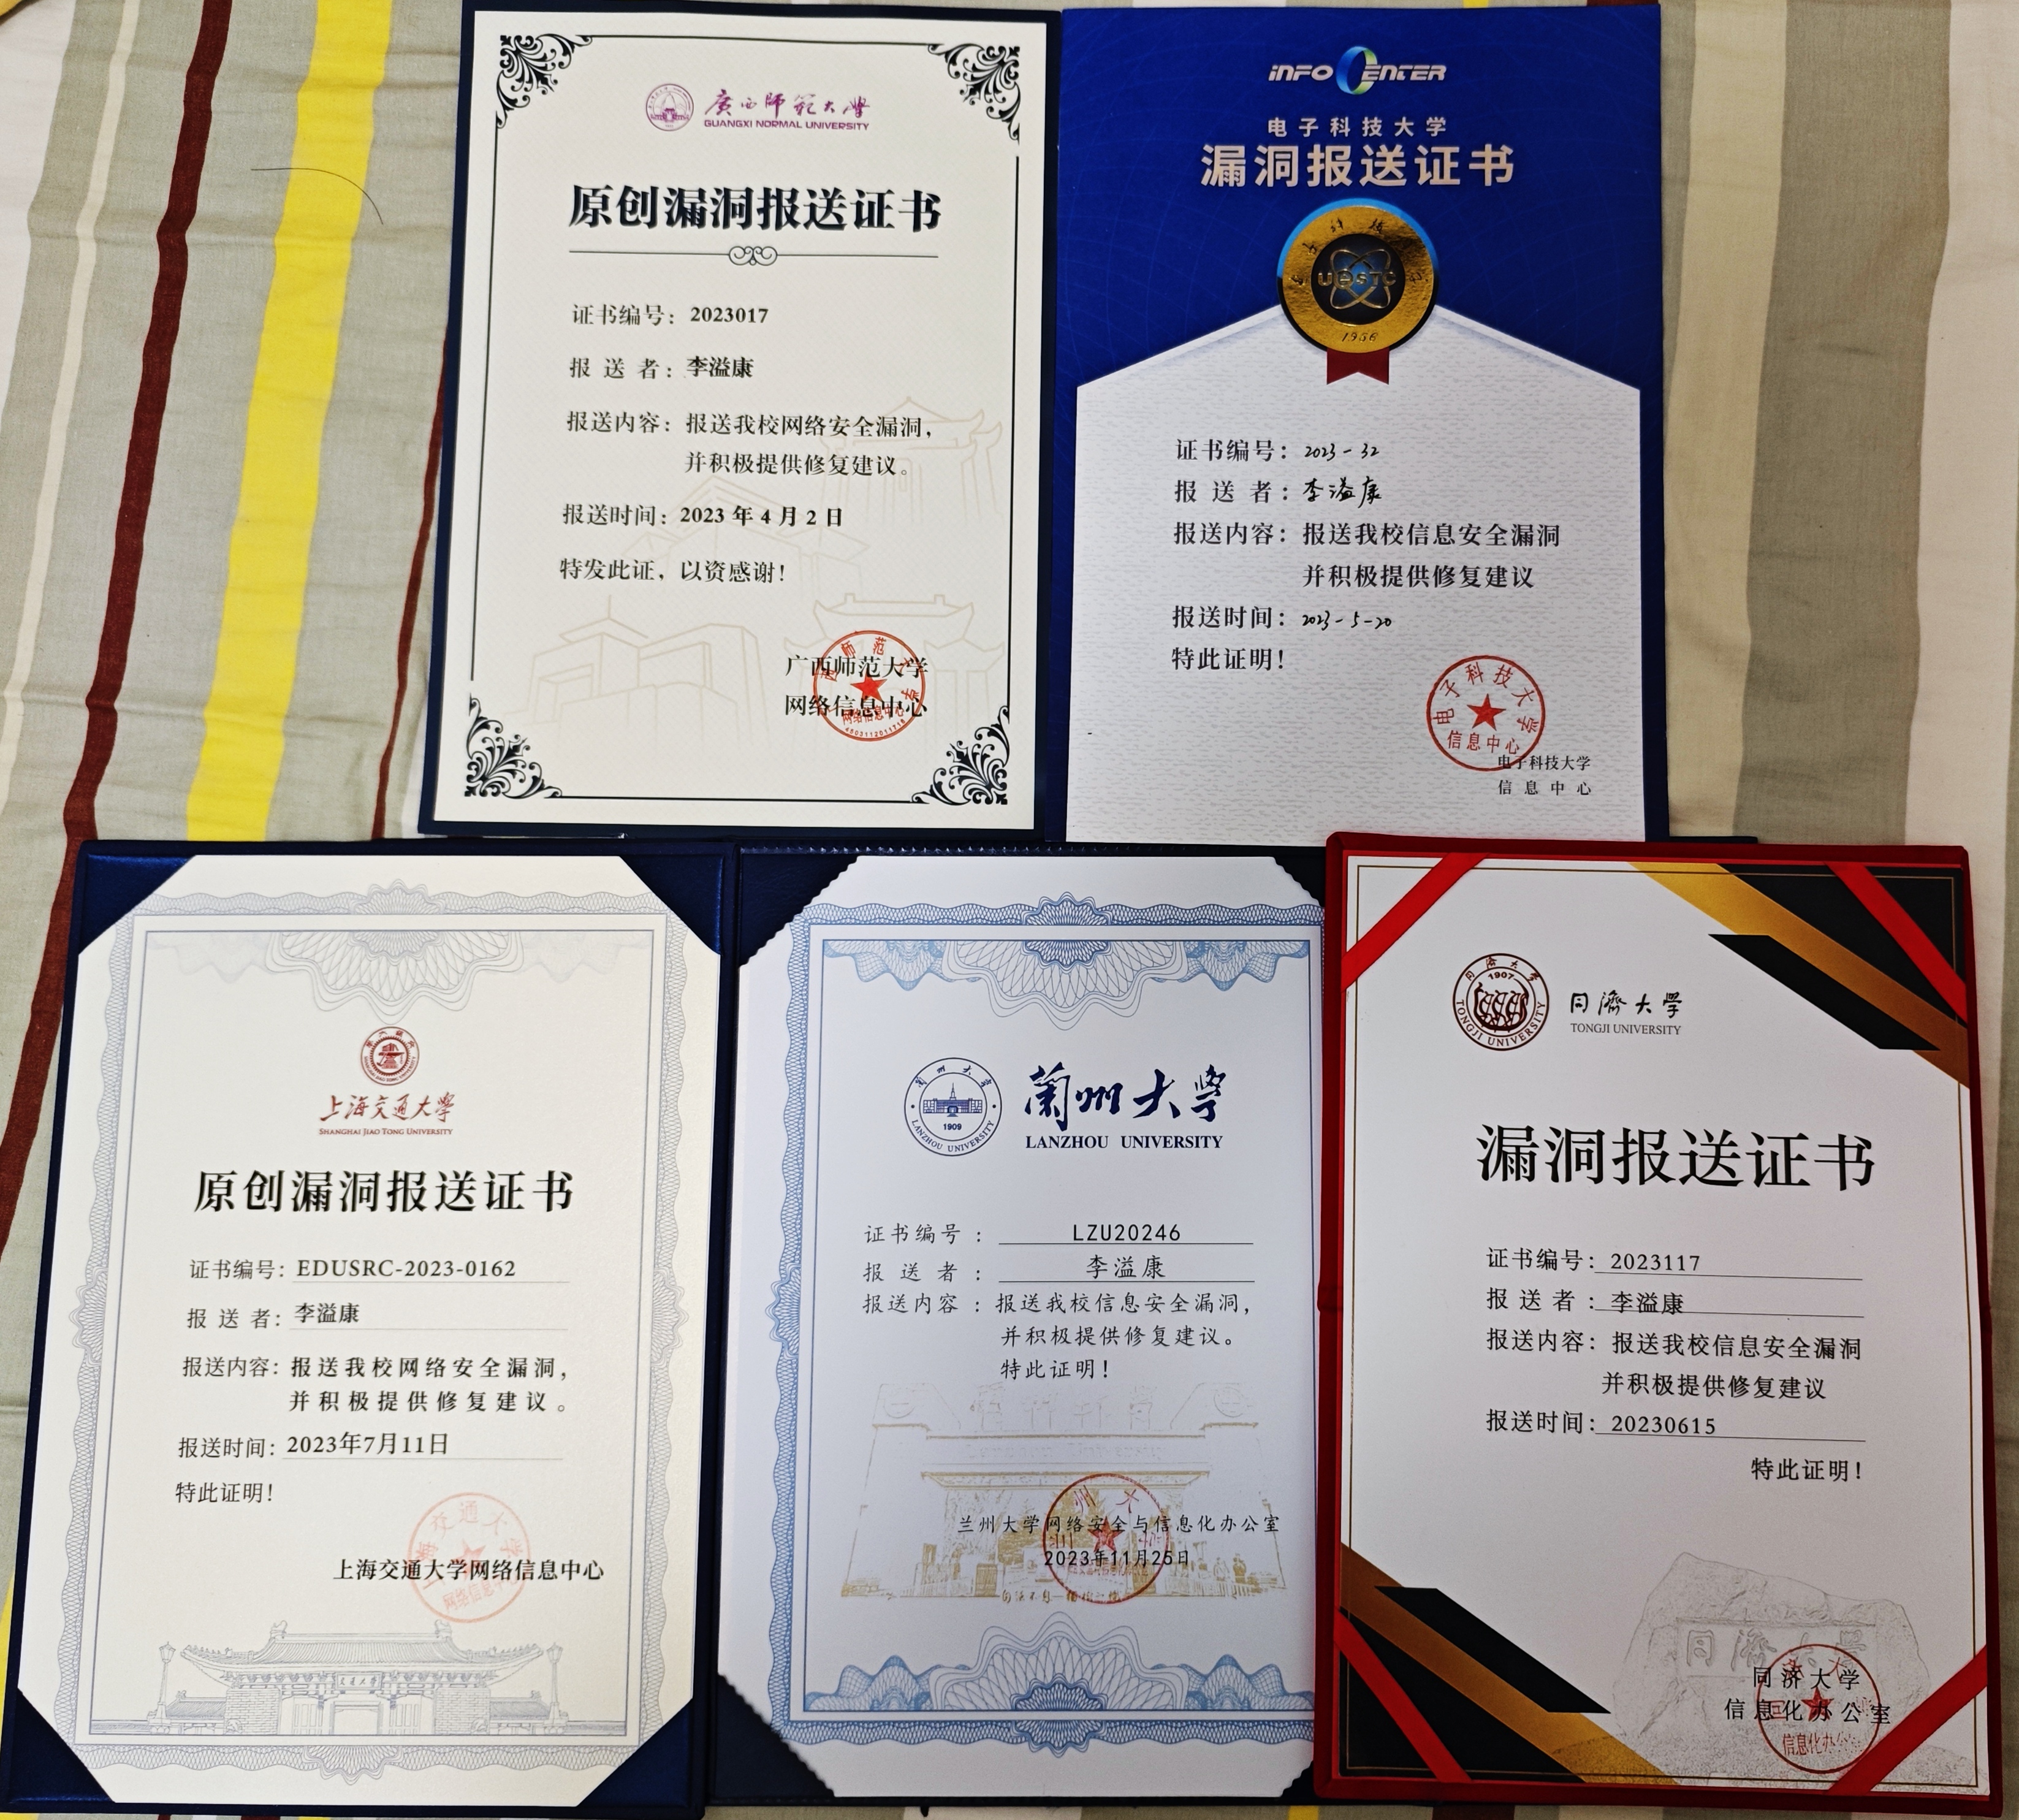 广西师范大学
GUANGXI NORMAL UNIVERSITY
原创漏洞报送证书
证书编号：2023017
报 送 者：李溢康
报送内容：报送我校网络安全漏洞，
并积极提供修复建议。
报送时间：2023 年 4 月 2 日
特发此证，以资感谢！
广西师范大学
网络信息中心
iNFO CENTER
电子科技大学
漏洞报送证书
UESTC
1956
证书编号：2023-32
报 送 者：李溢康
报送内容：报送我校信息安全漏洞
并积极提供修复建议
报送时间：2023-5-20
特此证明！
电子科技大学
信息中心
电子科技大学
信 息 中 心
上海交通大学
SHANGHAI JIAO TONG UNIVERSITY
原创漏洞报送证书
证书编号：EDUSRC-2023-0162
报 送 者：李溢康
报送内容：报送我校网络安全漏洞，
并积极提供修复建议。
报送时间：2023年7月11日
特此证明！
上海交通大学网络信息中心
蘭州大學
1909
LANZHOU UNIVERSITY
蘭州大学
LANZHOU UNIVERSITY
证书编号 ： LZU20246
报 送 者 ： 李溢康
报送内容 ：报送我校信息安全漏洞，
并积极提供修复建议。
特此证明！
兰州大学网络安全与信息化办公室
2023年11月25日
同濟大學
1907
TONGJI UNIVERSITY
同濟大學
TONGJI UNIVERSITY
漏洞报送证书
证书编号：2023117
报 送 者：李溢康
报送内容：报送我校信息安全漏洞
并积极提供修复建议
报送时间：20230615
特此证明！
同济大学
信息化办公室